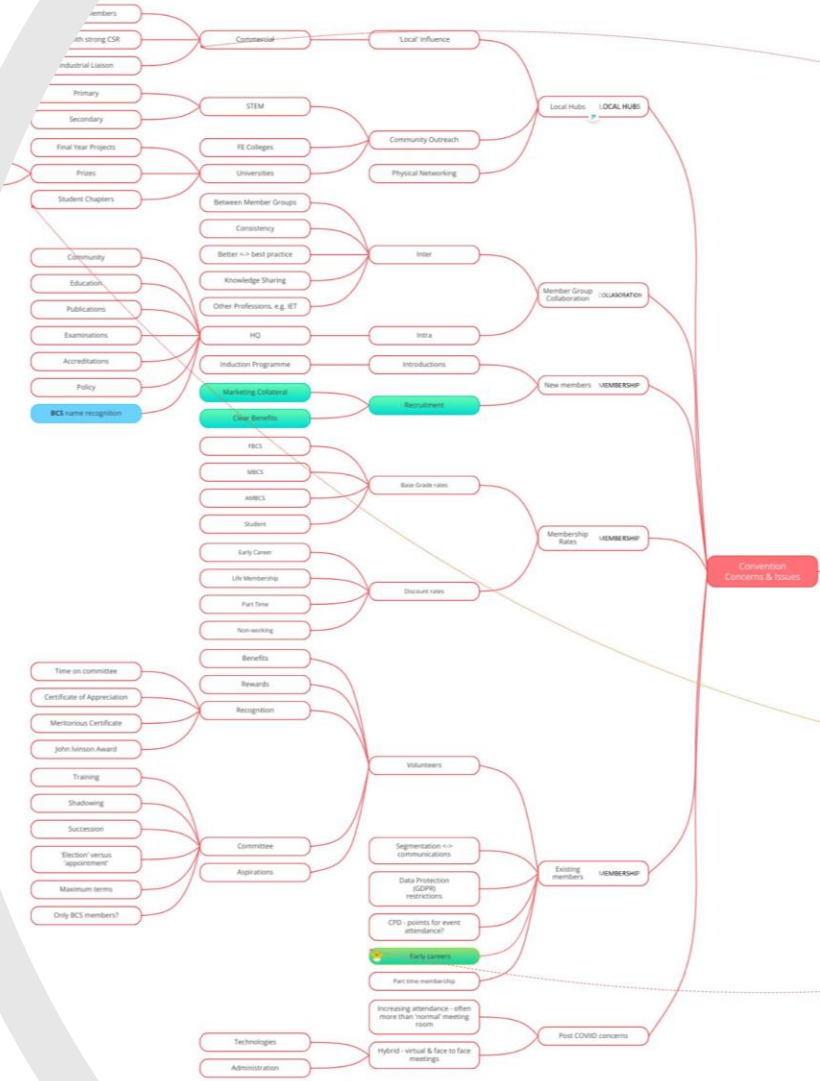 Convention
Concerns & Issues
Local Hubs LOCAL HUBS
'Local' Influence
Commercial
embers
ith strong CSR
Industrial Liaison
Community Outreach
STEM
Primary
Secondary
FE Colleges
Universities
Final Year Projects
Prizes
Student Chapters
Physical Networking
Member Group
Collaboration COLLABORATION
Inter
Between Member Groups
Consistency
Better <-> best practice
Knowledge Sharing
Other Professions, e.g. IET
Intra
HQ
Community
Education
Publications
Examinations
Accreditations
Policy
BCS name recognition
New members MEMBERSHIP
Introductions
Induction Programme
Recruitment
Marketing Collateral
Clear Benefits
Membership
Rates MEMBERSHIP
Base Grade rates
FBCS
MBCS
AMBCS
Student
Discount rates
Early Career
Life Membership
Part Time
Non-working
Existing
members MEMBERSHIP
Volunteers
Benefits
Rewards
Recognition
Time on committee
Certificate of Appreciation
Meritorious Certificate
John Ivinson Award
Committee
Training
Shadowing
Succession
'Election' versus
'appointment'
Maximum terms
Only BCS members?
Aspirations
Segmentation <->
communications
Data Protection
(GDPR)
restrictions
CPD - poimts for event
attendance?
Early careers
Part time membership
Post COVIID concerns
Increasing attendance - often
more than 'normal' meeting
room
Hybrid - virtual & face to face
meetings
Technologies
Administration